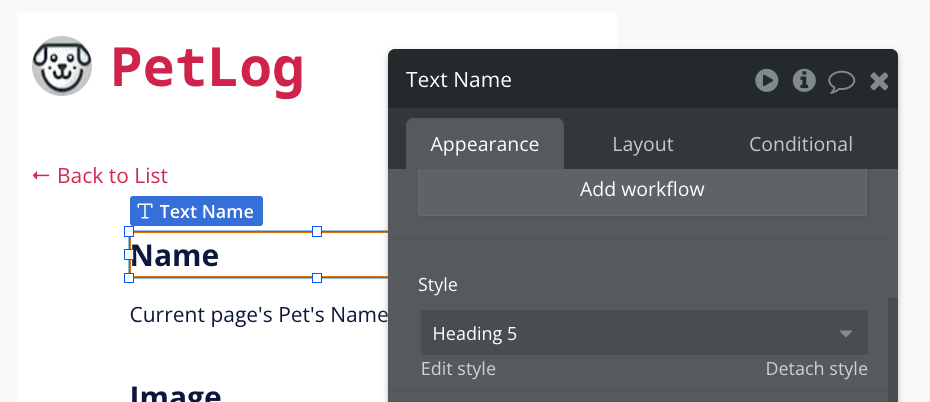 PetLog
← Back to List
Text Name
Name
Current page's Pet's Name
Image
Text Name
Appearance
Layout
Conditional
Add workflow
Style
Heading 5
Edit style
Detach style